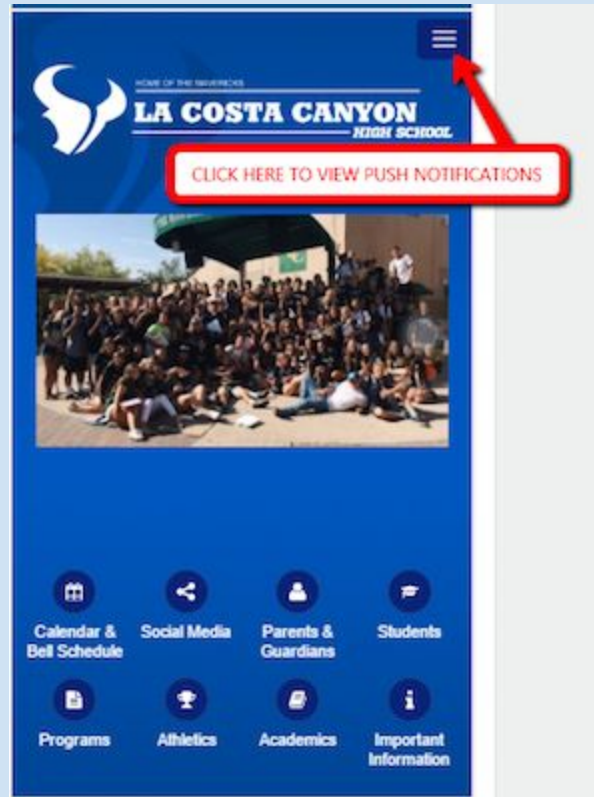 HOME OF THE MAVERICKS
LA COSTA CANYON
HIGH SCHOOL
CLICK HERE TO VIEW PUSH NOTIFICATIONS
Calendar &
Bell Schedule
Social Media
Parents &
Guardians
Students
Programs
Athletics
Academics
Important
Information